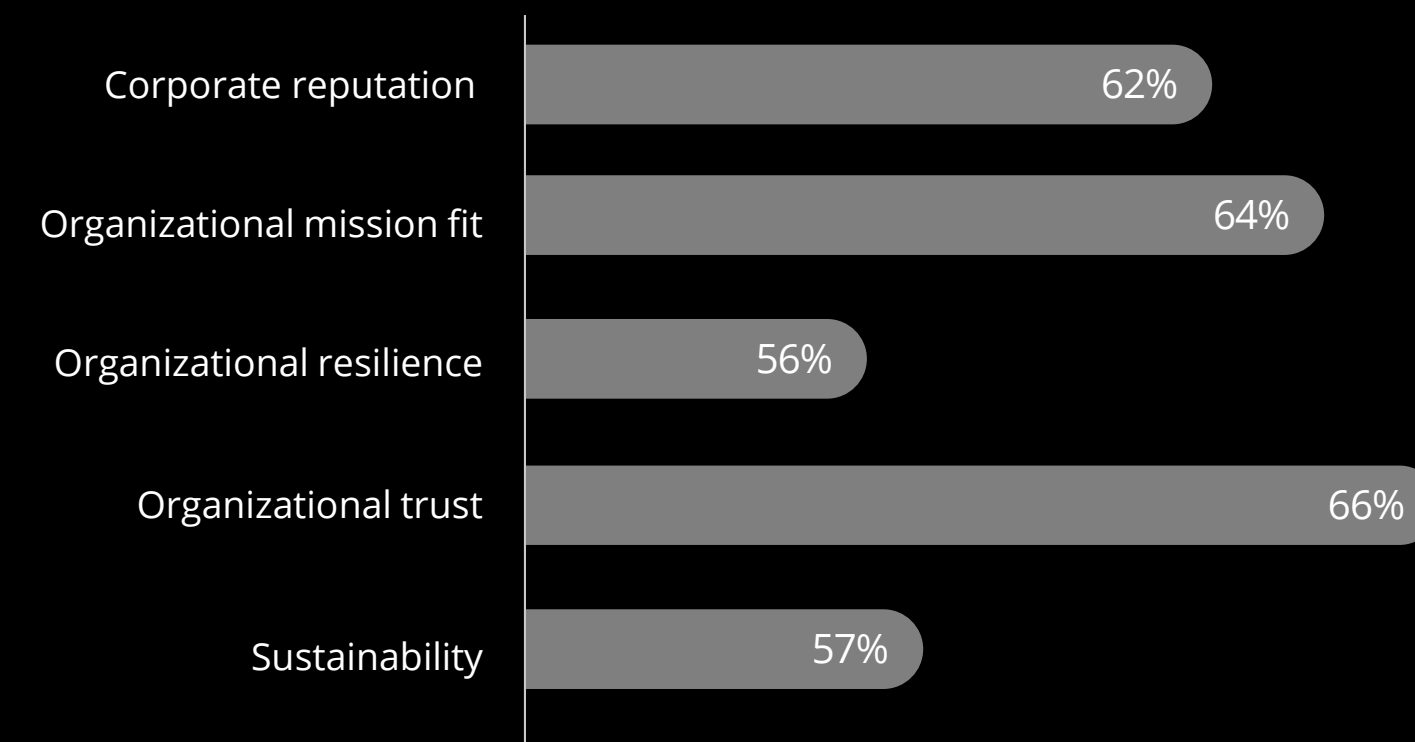 Corporate reputation
62%
Organizational mission fit
64%
Organizational resilience
56%
Organizational trust
66%
Sustainability
57%